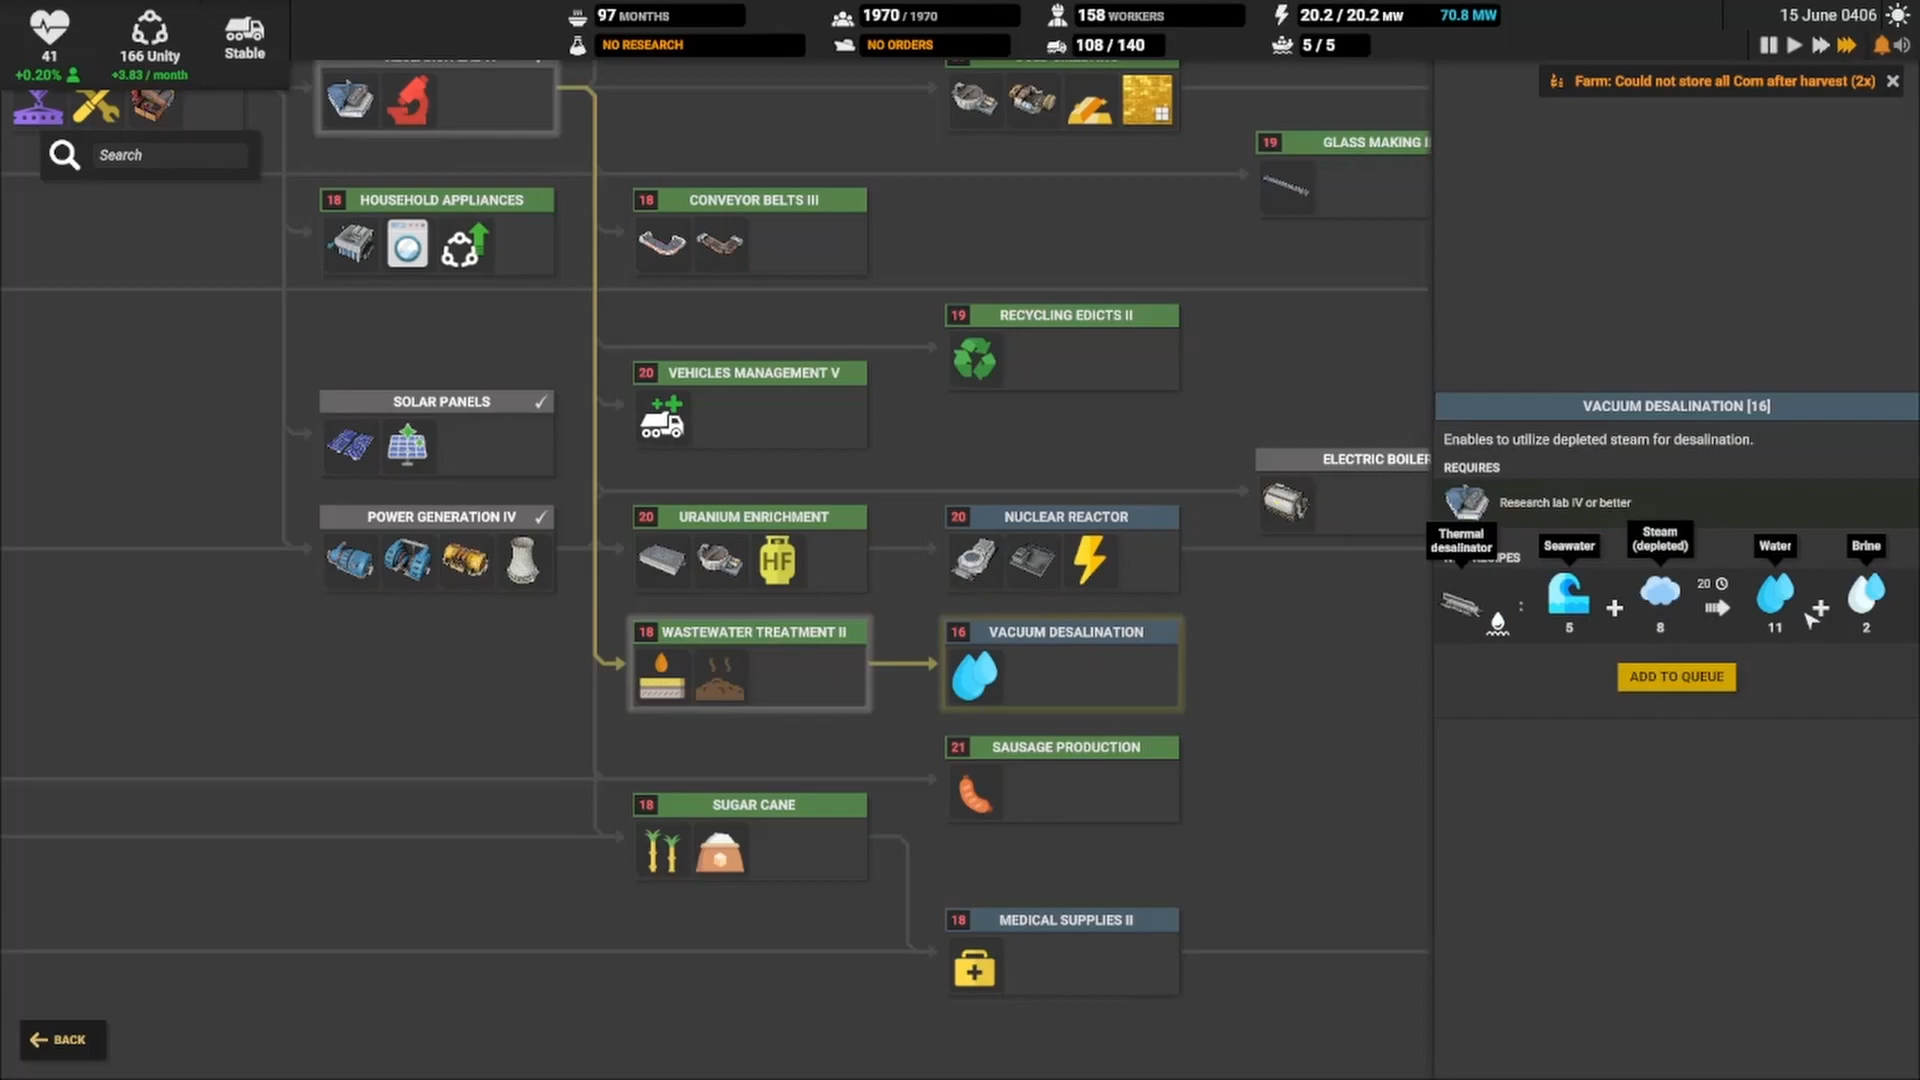 97 MONTHS
1970 / 1970
158 WORKERS
20.2 / 20.2 MW
70.8 MW
15 June 0406
41
166 Unity
Stable
NO RESEARCH
NO ORDERS
108 / 140
5 / 5
+0.20%
+3.83 / month
Farm: Could not store all Corn after harvest (2x)
Search
19 GLASS MAKING
18 HOUSEHOLD APPLIANCES
18 CONVEYOR BELTS III
19 RECYCLING EDICTS II
20 VEHICLES MANAGEMENT V
SOLAR PANELS
VACUUM DESALINATION [16]
Enables to utilize depleted steam for desalination.
REQUIRES
ELECTRIC BOILER
Research lab IV or better
POWER GENERATION IV
20 URANIUM ENRICHMENT
20 NUCLEAR REACTOR
HF
Thermal desalinator
Seawater
Steam (depleted)
Water
Brine
: + 20 +
5 8 11 2
18 WASTEWATER TREATMENT II
16 VACUUM DESALINATION
ADD TO QUEUE
21 SAUSAGE PRODUCTION
18 SUGAR CANE
18 MEDICAL SUPPLIES II
BACK